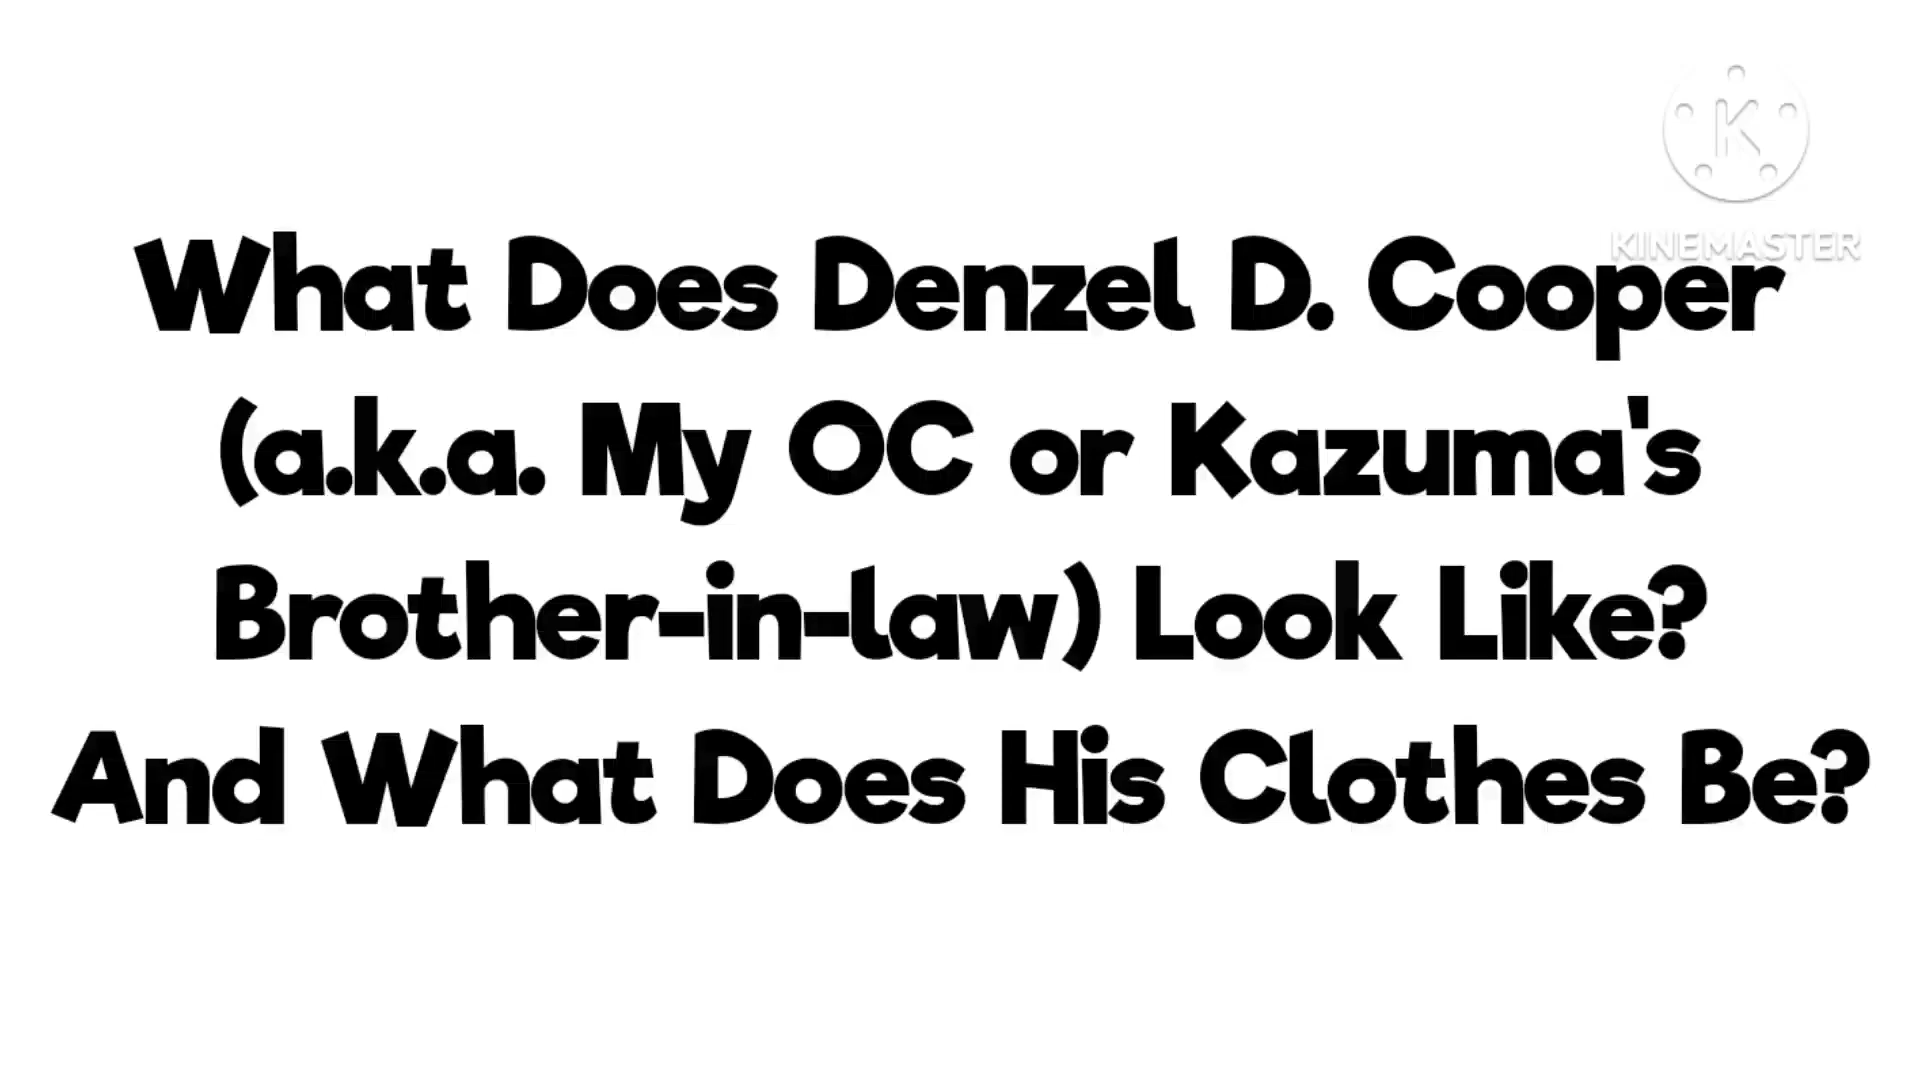 K
KINEMASTER
What Does Denzel D. Cooper
(a.k.a. My OC or Kazuma's
Brother-in-law) Look Like?
And What Does His Clothes Be?